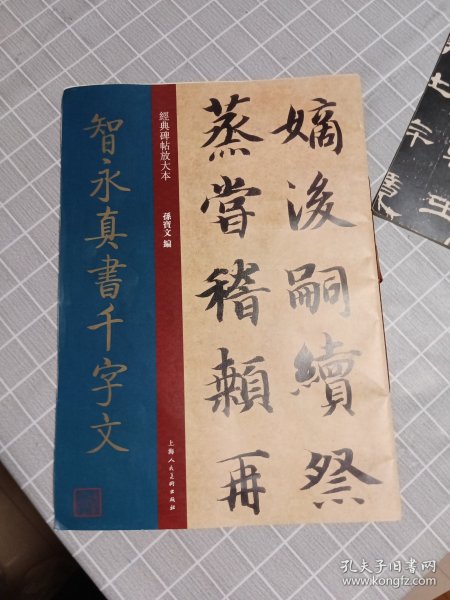 智永真書千字文
經典碑帖放大本
孫寶文 編
上海人民美術出版社
嫡後嗣續祭
蒸嘗稽顙再
孔夫子旧书网
www.kongfz.com